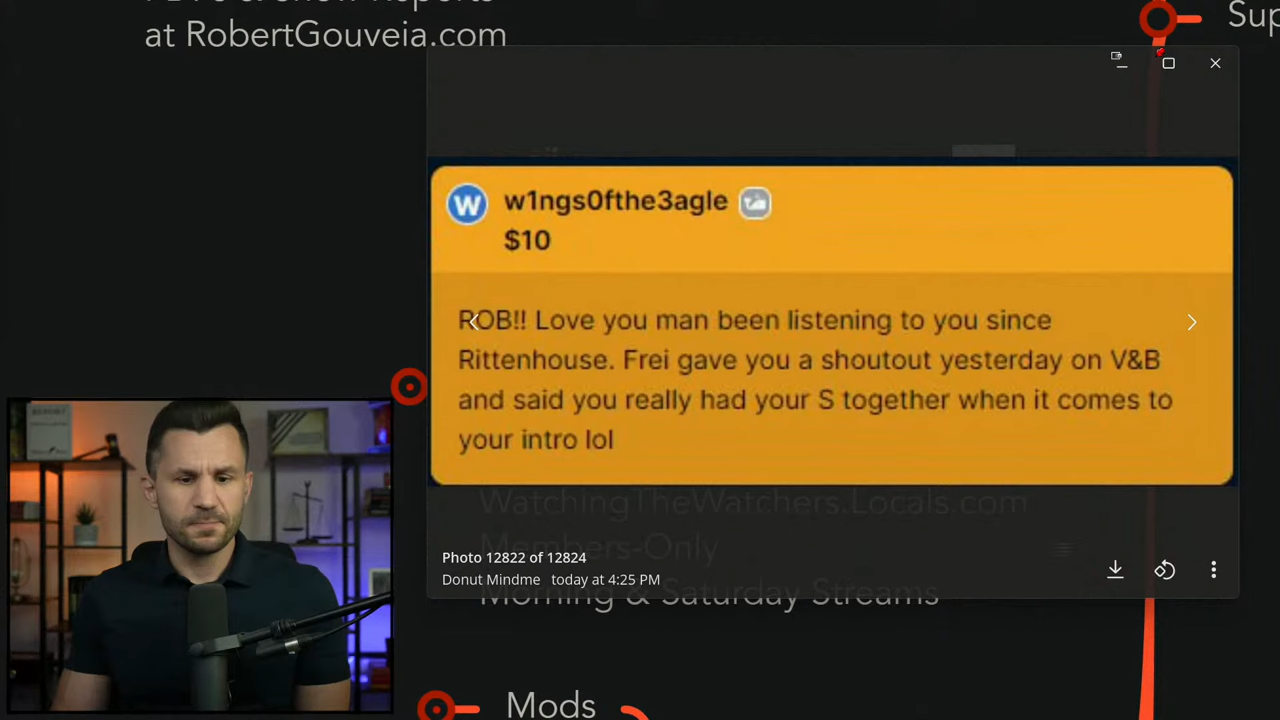 at RobertGouveia.com
Sup
W
w1ngs0fthe3agle
$10
ROB!! Love you man been listening to you since
Rittenhouse. Frei gave you a shoutout yesterday on V&B
and said you really had your S together when it comes to
your intro lol
WatchingTheWatchers.Locals.com
Members-Only
Morning & Saturday Streams
Photo 12822 of 12824
Donut Mindme today at 4:25 PM
Mods